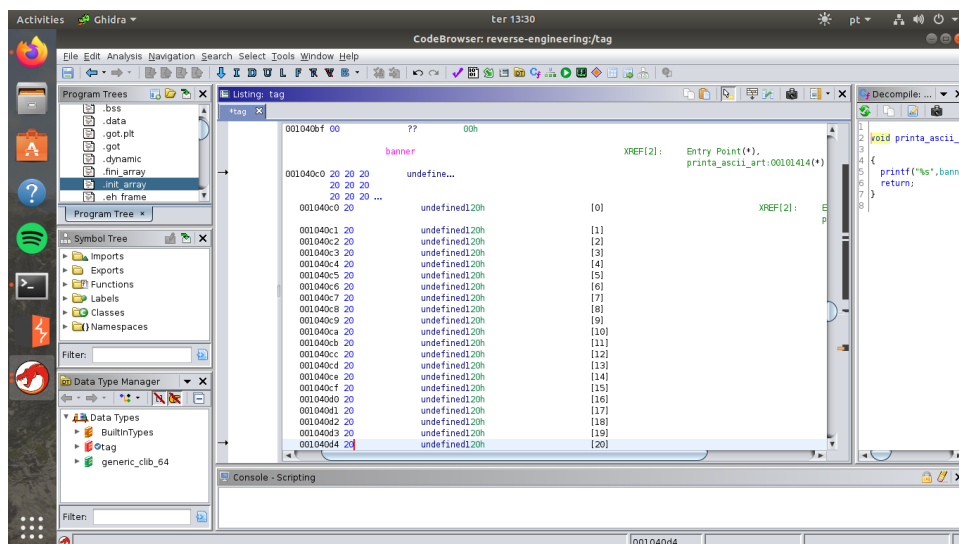 Activities Ghidra ter 13:30 pt
CodeBrowser: reverse-engineering:/tag
File Edit Analysis Navigation Search Select Tools Window Help
I D U L F R V B
Program Trees
.bss
.data
.got.plt
.got
.dynamic
.fini_array
.init_array
.eh_frame
Program Tree ×
Symbol Tree
Imports
Exports
Functions
Labels
Classes
Namespaces
Filter:
Data Type Manager
Data Types
BuiltInTypes
tag
generic_clib_64
Filter:
Listing: tag
*tag
001040bf 00 ?? 00h
banner XREF[2]: Entry Point(*),
printa_ascii_art:00101414(*)
001040c0 20 20 20 undefine...
20 20 20
20 20 20 ...
001040c0 20 undefined120h [0] XREF[2]: E
p
001040c1 20 undefined120h [1]
001040c2 20 undefined120h [2]
001040c3 20 undefined120h [3]
001040c4 20 undefined120h [4]
001040c5 20 undefined120h [5]
001040c6 20 undefined120h [6]
001040c7 20 undefined120h [7]
001040c8 20 undefined120h [8]
001040c9 20 undefined120h [9]
001040ca 20 undefined120h [10]
001040cb 20 undefined120h [11]
001040cc 20 undefined120h [12]
001040cd 20 undefined120h [13]
001040ce 20 undefined120h [14]
001040cf 20 undefined120h [15]
001040d0 20 undefined120h [16]
001040d1 20 undefined120h [17]
001040d2 20 undefined120h [18]
001040d3 20 undefined120h [19]
001040d4 20 undefined120h [20]
Decompile: ...
1
2 void printa_ascii_
3
4 {
5 printf("%s",bann
6 return;
7 }
8
Console - Scripting
001040d4